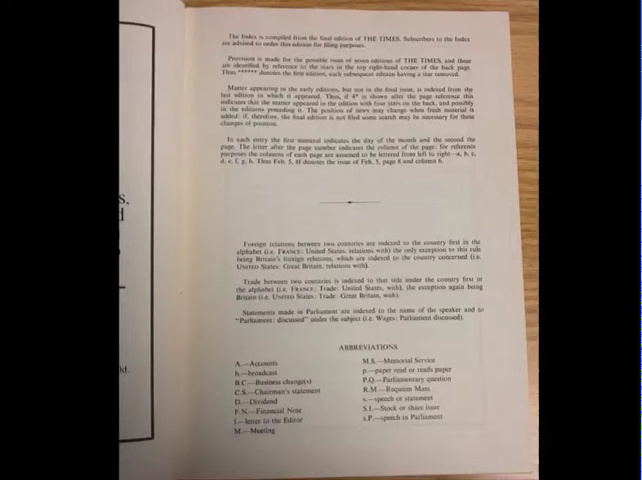 The Index is compiled from the final edition of THE TIMES. Subscribers to the Index
are advised to order this edition for filing purposes.
Provision is made for the possible issue of seven editions of THE TIMES, and these
are identified by reference to the stars in the top right-hand corner of the back page.
Thus ****** denotes the first edition, each subsequent edition having a star removed.
Matter appearing in the early editions, but not in the final issue, is indexed from the
last edition in which it appeared. Thus, if 4* is shown after the page reference this
indicates that the matter appeared in the edition with four stars on the back, and possibly
in the editions preceding it. The position of news may change when fresh material is
added: if, therefore, the final edition is not filed some search may be necessary for these
changes of position.
In each entry the first numeral indicates the day of the month and the second the
page. The letter after the page number indicates the column of the page: for reference
purposes the columns of each page are assumed to be lettered from left to right—a, b, c,
d, e, f, g, h. Thus Feb. 5, 8f denotes the issue of Feb. 5, page 8 and column 6.
Foreign relations between two countries are indexed to the country first in the
alphabet (i.e. FRANCE: United States, relations with) the only exception to this rule
being Britain's foreign relations, which are indexed to the country concerned (i.e.
UNITED STATES: Great Britain, relations with).
Trade between two countries is indexed to that title under the country first in
the alphabet (i.e. FRANCE: Trade: United States, with), the exception again being
Britain (i.e. UNITED STATES: Trade: Great Britain, with).
Statements made in Parliament are indexed to the name of the speaker and to
"Parliament: discussed" under the subject (i.e. Wages: Parliament discussed).
ABBREVIATIONS
A.—Accounts
b.—broadcast
B.C.—Business change(s)
C.S.—Chairman's statement
D.—Dividend
F.N.—Financial Note
l.—letter to the Editor
M.—Meeting
M.S.—Memorial Service
p.—paper read or reads paper
P.Q.—Parliamentary question
R.M.—Requiem Mass
s.—speech or statement
S.I.—Stock or share issue
s.P.—speech in Parliament